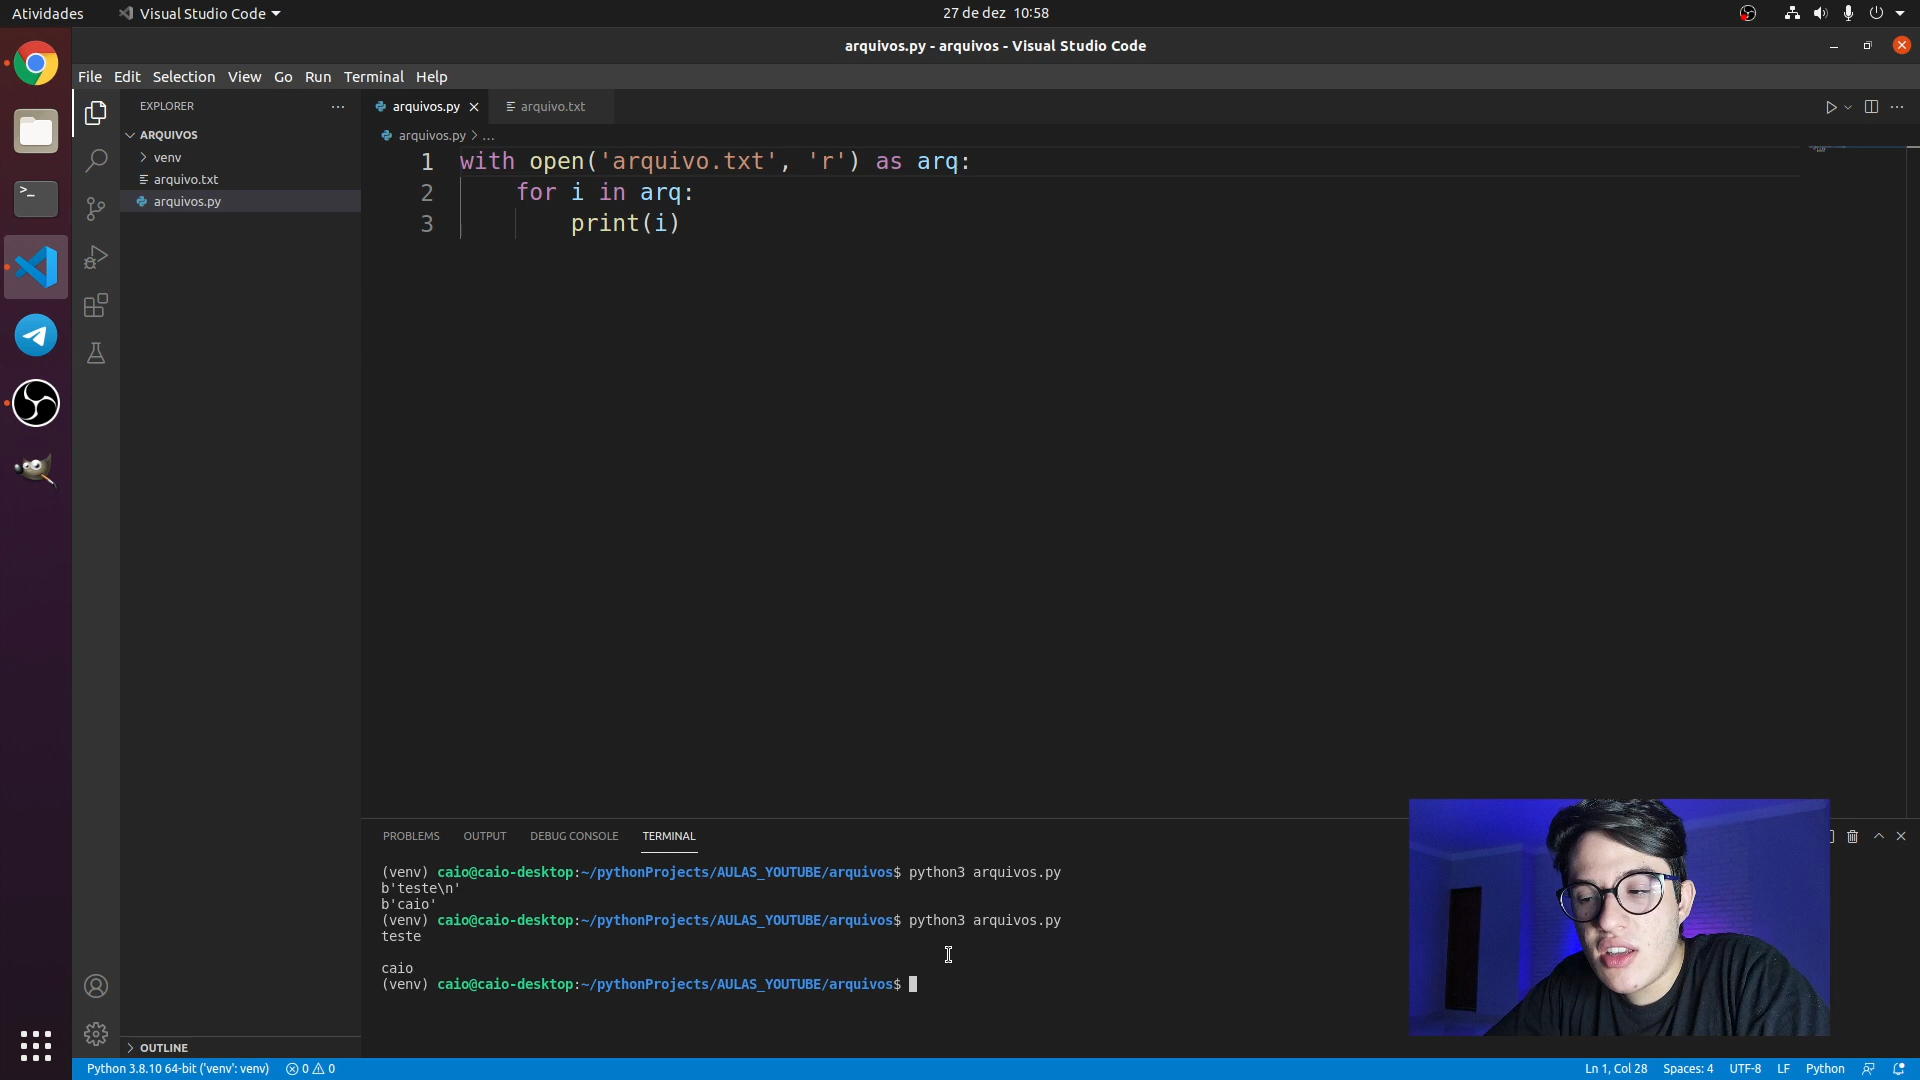 Atividades
Visual Studio Code
27 de dez 10:58
arquivos.py - arquivos - Visual Studio Code
File Edit Selection View Go Run Terminal Help
EXPLORER
ARQUIVOS
venv
arquivo.txt
arquivos.py
OUTLINE
arquivos.py
arquivo.txt
arquivos.py > ...
1 with open('arquivo.txt', 'r') as arq:
2 for i in arq:
3 print(i)
PROBLEMS OUTPUT DEBUG CONSOLE TERMINAL
(venv) caio@caio-desktop:~/pythonProjects/AULAS_YOUTUBE/arquivos$ python3 arquivos.py
b'teste\n'
b'caio'
(venv) caio@caio-desktop:~/pythonProjects/AULAS_YOUTUBE/arquivos$ python3 arquivos.py
teste
caio
(venv) caio@caio-desktop:~/pythonProjects/AULAS_YOUTUBE/arquivos$
Python 3.8.10 64-bit ('venv': venv) 0 0
Ln 1, Col 28 Spaces: 4 UTF-8 LF Python